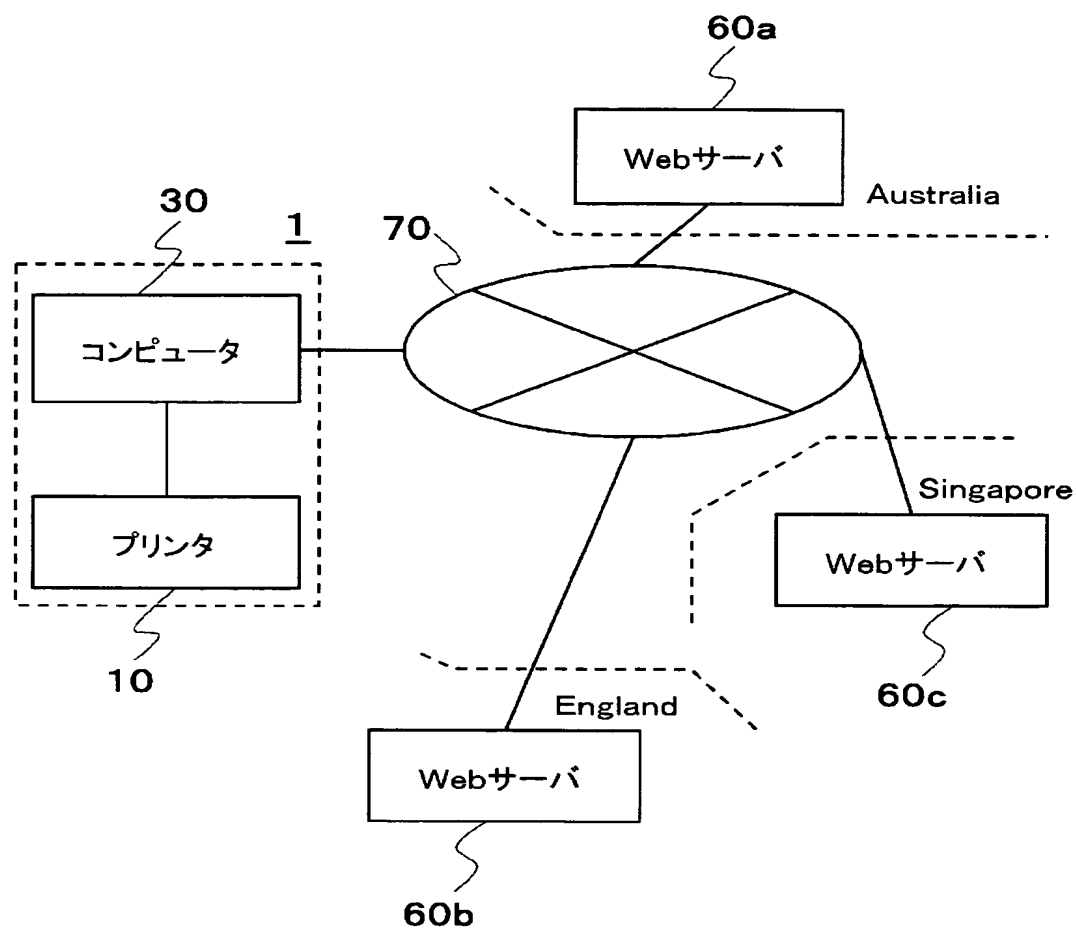 60a
Webサーバ
Australia
30
1
70
コンピュータ
プリンタ
10
Singapore
Webサーバ
60c
England
Webサーバ
60b